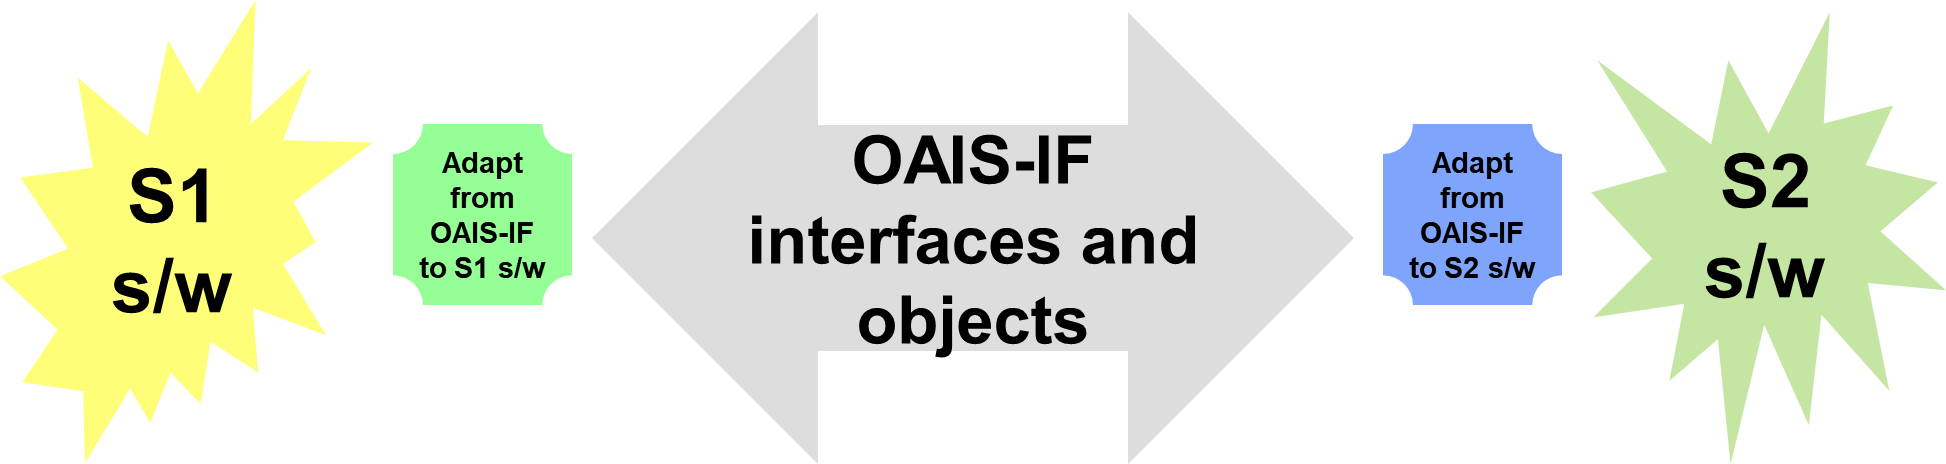 S1
s/w
Adapt
from
OAIS-IF
to S1 s/w
OAIS-IF
interfaces and
objects
Adapt
from
OAIS-IF
to S2 s/w
S2
s/w